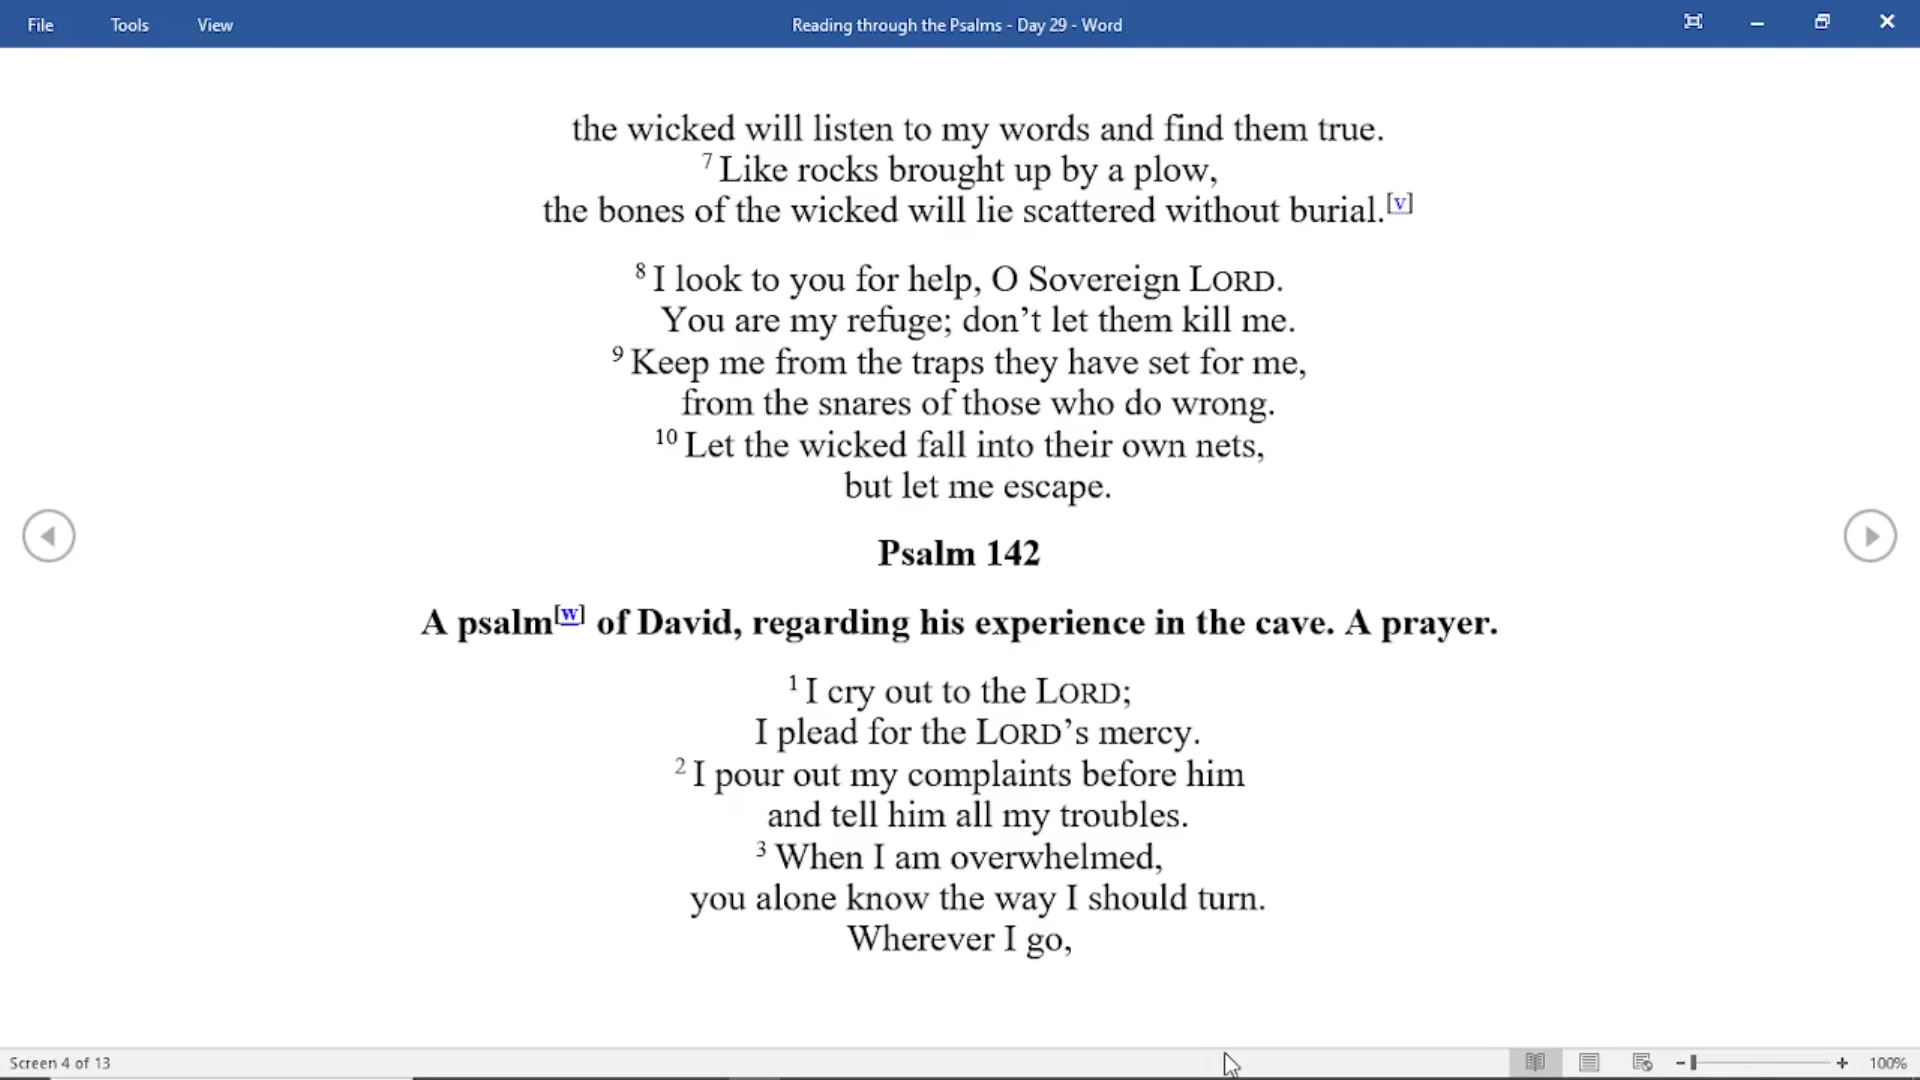 File Tools View Reading through the Psalms - Day 29 - Word
the wicked will listen to my words and find them true.
7 Like rocks brought up by a plow,
the bones of the wicked will lie scattered without burial.[v]
8 I look to you for help, O Sovereign LORD.
You are my refuge; don’t let them kill me.
9 Keep me from the traps they have set for me,
from the snares of those who do wrong.
10 Let the wicked fall into their own nets,
but let me escape.
Psalm 142
A psalm[w] of David, regarding his experience in the cave. A prayer.
1 I cry out to the LORD;
I plead for the LORD’s mercy.
2 I pour out my complaints before him
and tell him all my troubles.
3 When I am overwhelmed,
you alone know the way I should turn.
Wherever I go,
Screen 4 of 13 100%